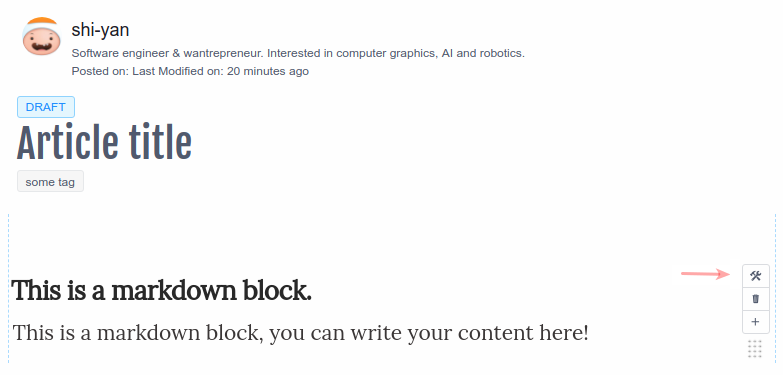 shi-yan
Software engineer & wantrepreneur. Interested in computer graphics, AI and robotics.
Posted on: Last Modified on: 20 minutes ago
DRAFT
Article title
some tag
This is a markdown block.
This is a markdown block, you can write your content here!